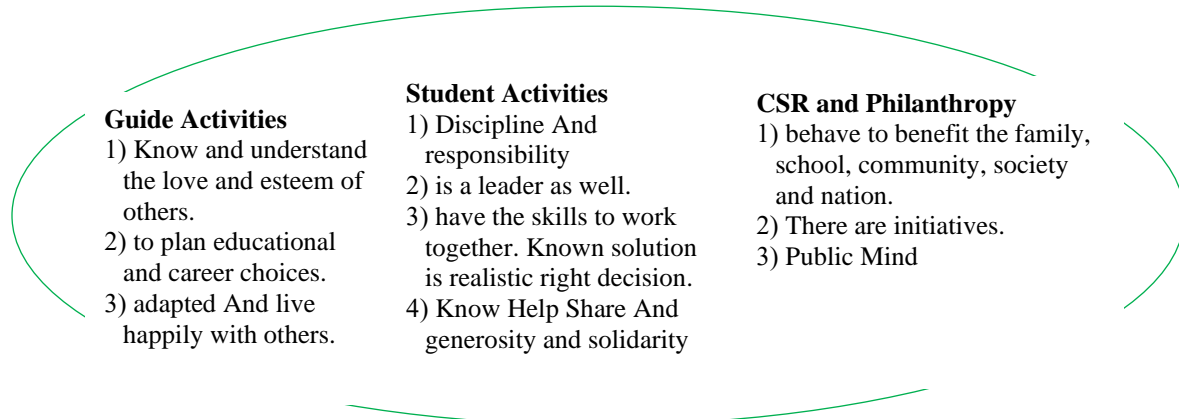 Guide Activities
1) Know and understand
the love and esteem of
others.
2) to plan educational
and career choices.
3) adapted And live
happily with others.
Student Activities
1) Discipline And
responsibility
2) is a leader as well.
3) have the skills to work
together. Known solution
is realistic right decision.
4) Know Help Share And
generosity and solidarity
CSR and Philanthropy
1) behave to benefit the family,
school, community, society
and nation.
2) There are initiatives.
3) Public Mind